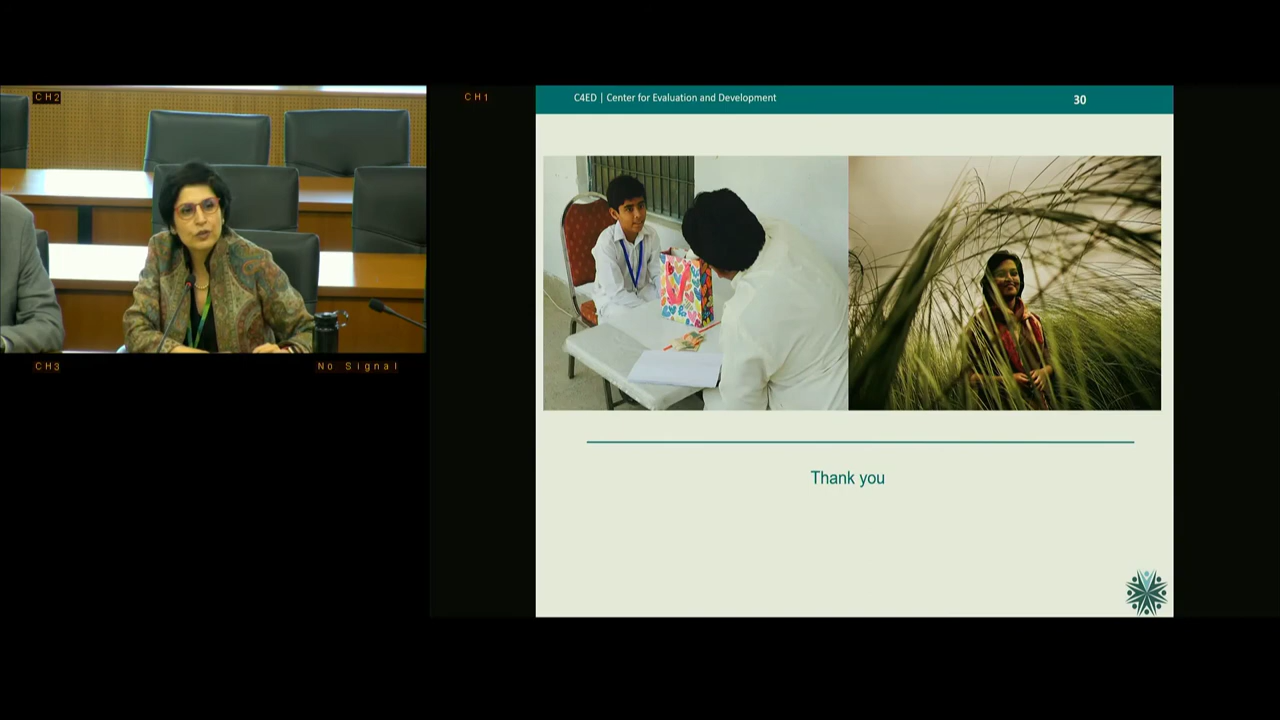 CH2
CH1
C4ED | Center for Evaluation and Development
30
CH3
No Signal
Thank you